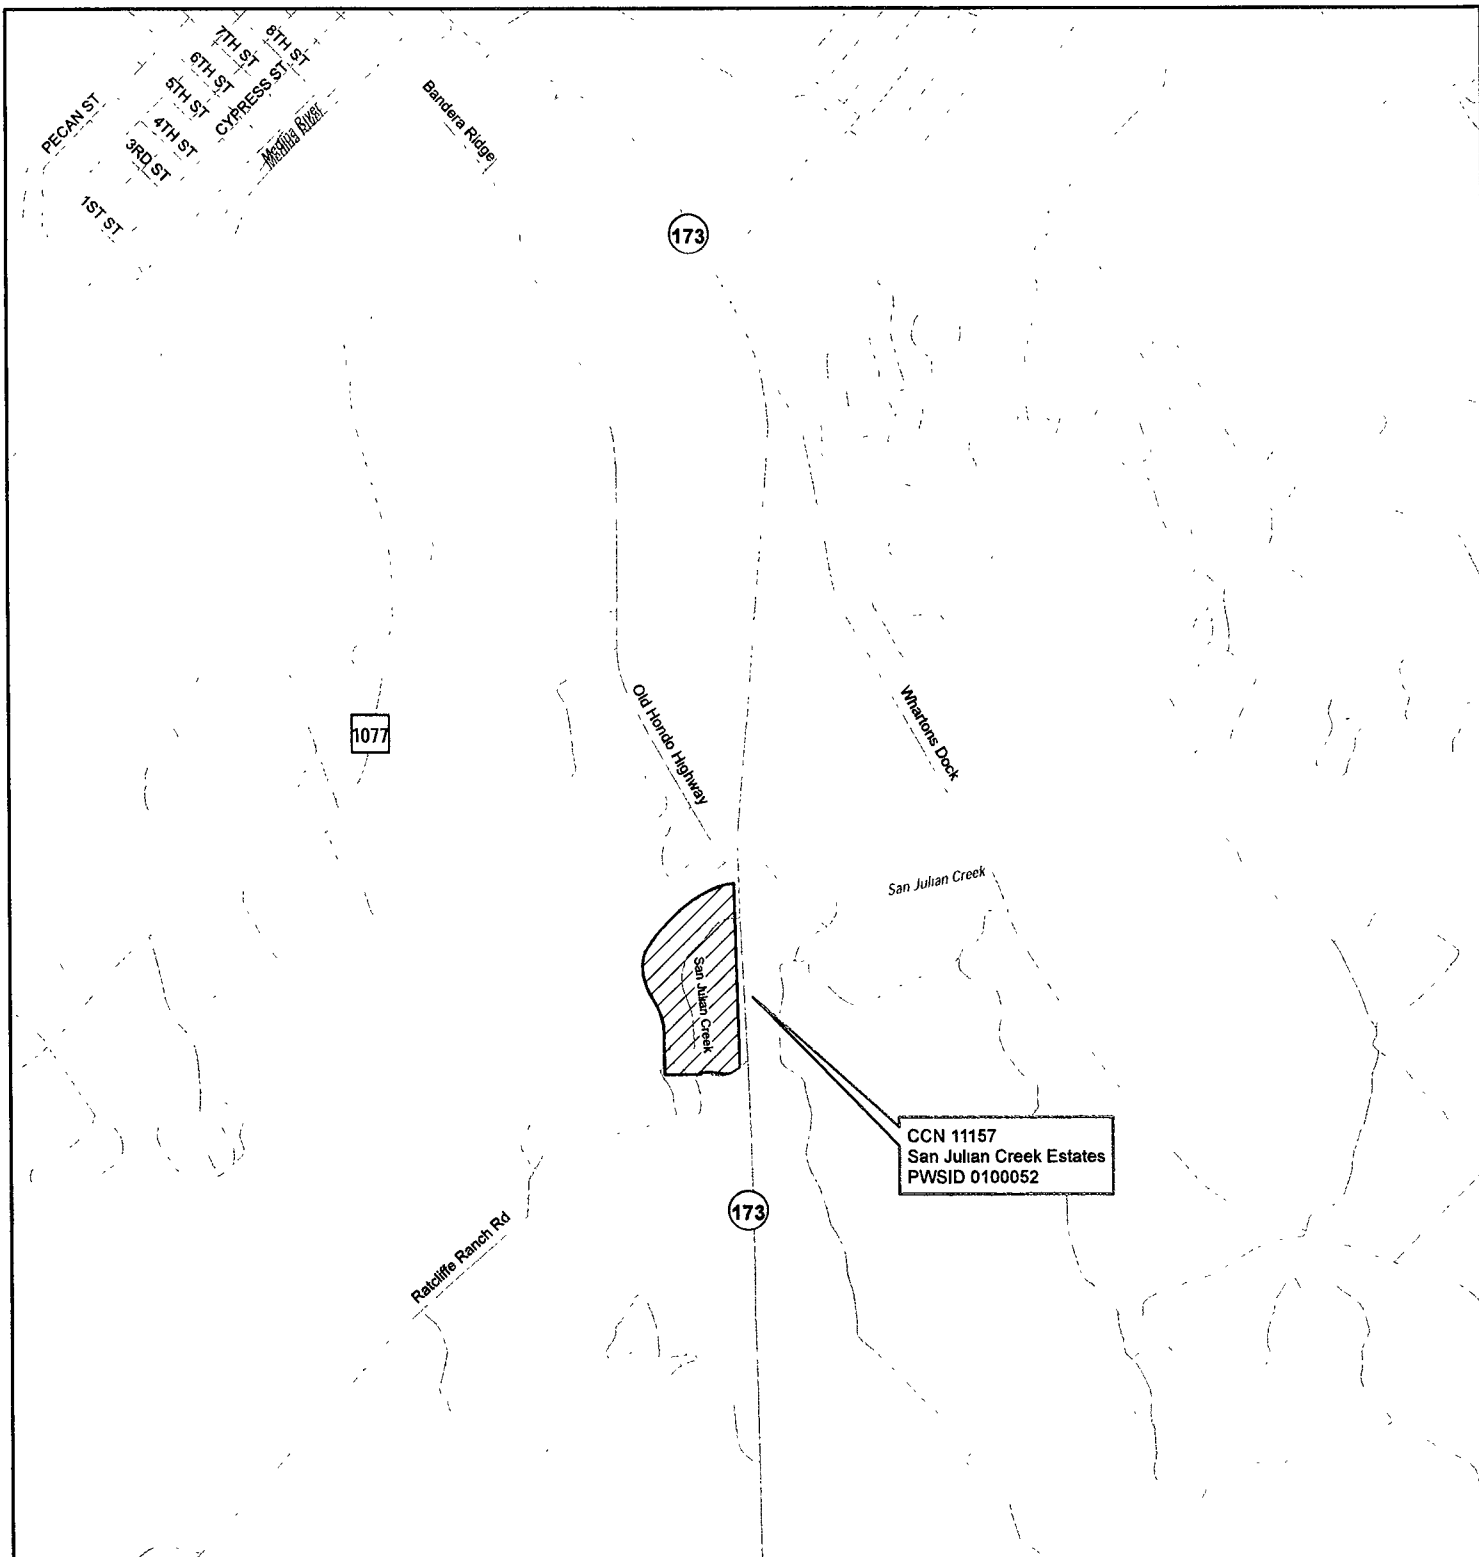 7TH ST
8TH ST
6TH ST
5TH ST
CYPRESS ST
PECAN ST
4TH ST
3RD ST
1ST ST
Medina River
Medina River
Bandera Ridge
173
1077
Old Hondo Highway
Whartons Dock
San Julian Creek
San Julian Creek
CCN 11157
San Julian Creek Estates
PWSID 0100052
173
Ratcliffe Ranch Rd